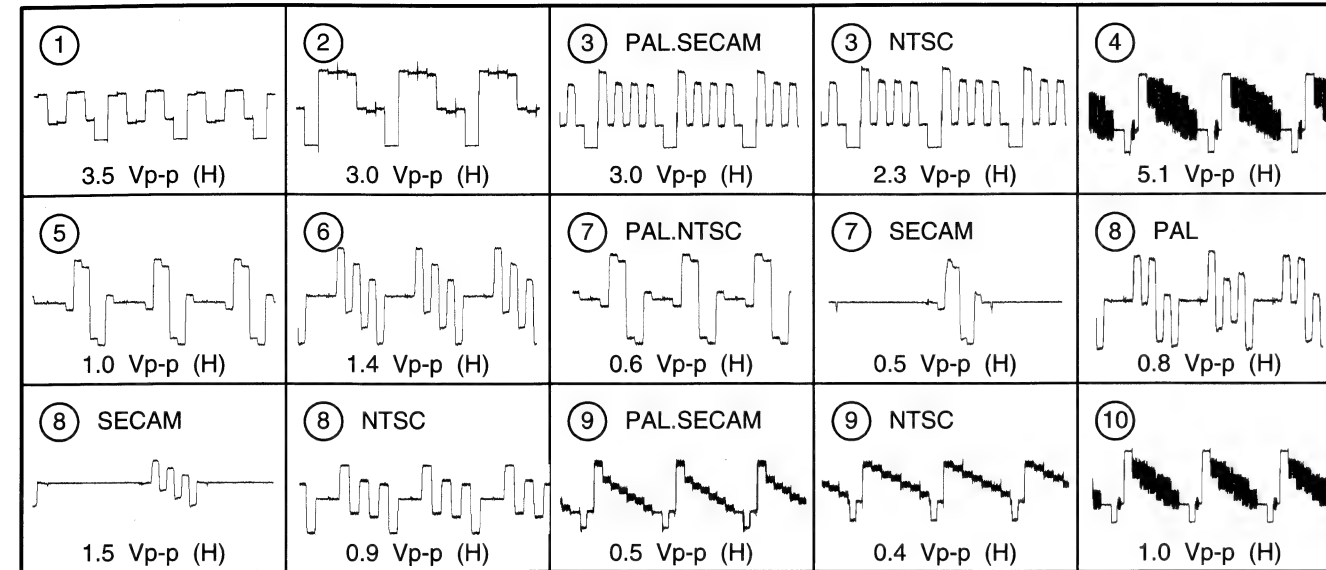 1
3.5 Vp-p (H)
2
3.0 Vp-p (H)
3 PAL.SECAM
3.0 Vp-p (H)
3 NTSC
2.3 Vp-p (H)
4
5.1 Vp-p (H)
5
1.0 Vp-p (H)
6
1.4 Vp-p (H)
7 PAL.NTSC
0.6 Vp-p (H)
7 SECAM
0.5 Vp-p (H)
8 PAL
0.8 Vp-p (H)
8 SECAM
1.5 Vp-p (H)
8 NTSC
0.9 Vp-p (H)
9 PAL.SECAM
0.5 Vp-p (H)
9 NTSC
0.4 Vp-p (H)
10
1.0 Vp-p (H)